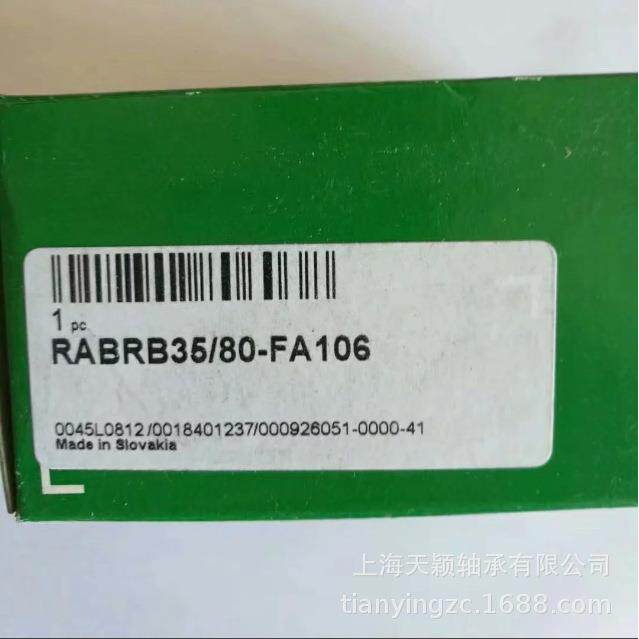 1 pc
RABRB35/80-FA106
0045L0812/0018401237/000926051-0000-41
Made in Slovakia
上海天颖轴承有限公司
tianyingzc.1688.com